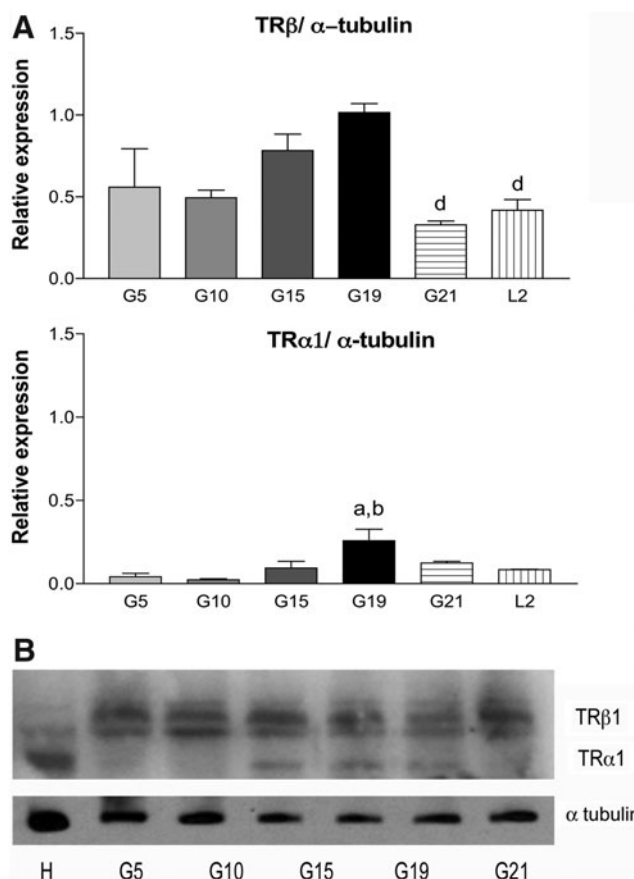 A
TRβ/ α–tubulin
Relative expression
1.5
1.0
0.5
0.0
d
d
G5 G10 G15 G19 G21 L2
TRα1/ α-tubulin
Relative expression
1.5
1.0
0.5
0.0
a,b
G5 G10 G15 G19 G21 L2
B
TRβ1
TRα1
α tubulin
H G5 G10 G15 G19 G21